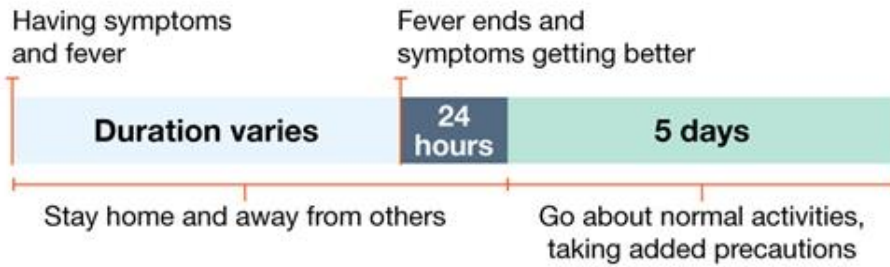 Having symptoms
and fever
Fever ends and
symptoms getting better
Duration varies
24
hours
5 days
Stay home and away from others
Go about normal activities,
taking added precautions